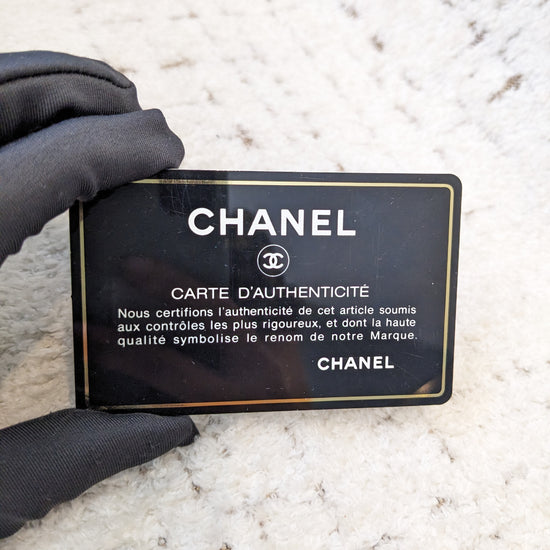 CHANEL
CARTE D'AUTHENTICITÉ
Nous certifions l'authenticité de cet article soumis
aux contrôles les plus rigoureux, et dont la haute
qualité symbolise le renom de notre Marque.
CHANEL